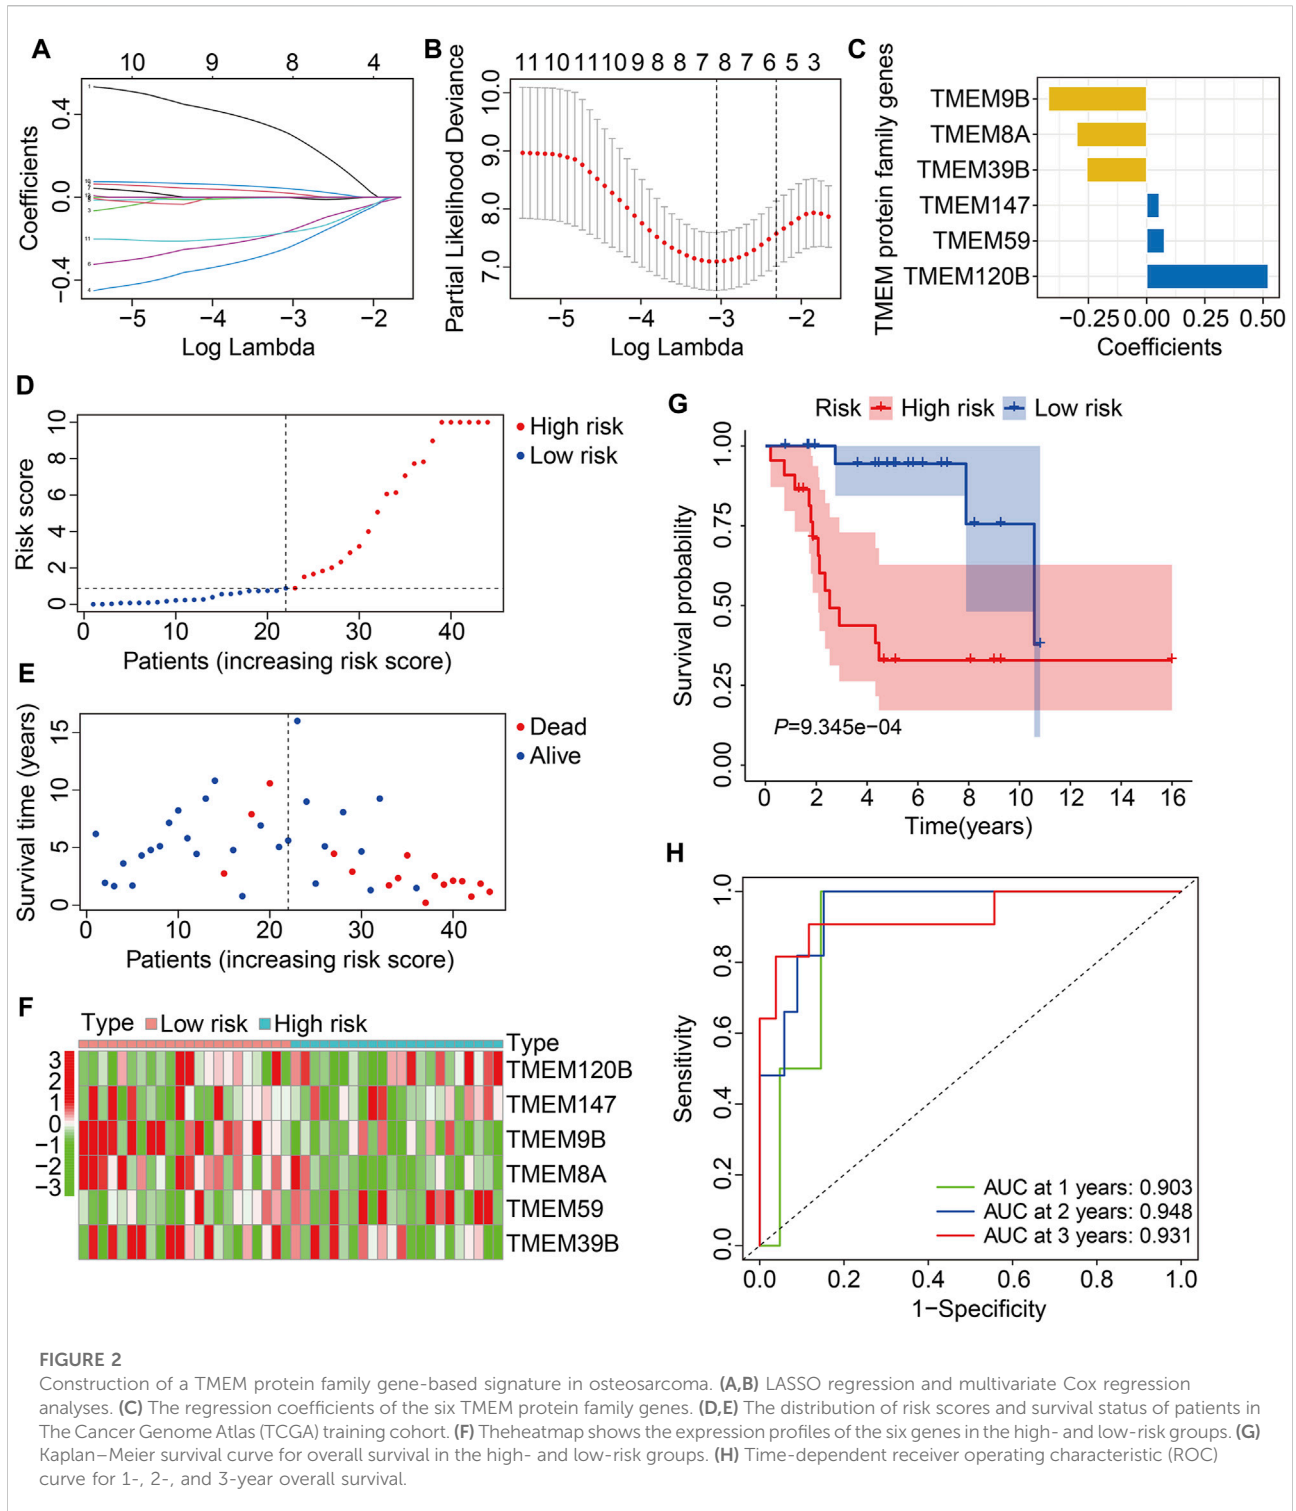 A
10 9 8 4
Coefficients
0.4
0.0
−0.4
−5 −4 −3 −2
Log Lambda
B
11 10 11 10 9 8 8 7 8 7 6 5 3
Partial Likelihood Deviance
10.0
9.0
8.0
7.0
−5 −4 −3 −2
Log Lambda
C
TMEM protein family genes
TMEM9B
TMEM8A
TMEM39B
TMEM147
TMEM59
TMEM120B
−0.25 0.00 0.25 0.50
Coefficients
D
Risk score
10
8
6
4
2
0
0 10 20 30 40
Patients (increasing risk score)
High risk
Low risk
E
Survival time (years)
15
10
5
0
0 10 20 30 40
Patients (increasing risk score)
Dead
Alive
F
Type Low risk High risk
Type
3
2
1
0
−1
−2
−3
TMEM120B
TMEM147
TMEM9B
TMEM8A
TMEM59
TMEM39B
G
Risk High risk Low risk
Survival probability
1.00
0.75
0.50
0.25
0.00
P=9.345e−04
0 2 4 6 8 10 12 14 16
Time(years)
H
Sensitivity
1.0
0.8
0.6
0.4
0.2
0.0
AUC at 1 years: 0.903
AUC at 2 years: 0.948
AUC at 3 years: 0.931
0.0 0.2 0.4 0.6 0.8 1.0
1−Specificity
FIGURE 2
Construction of a TMEM protein family gene-based signature in osteosarcoma. (A,B) LASSO regression and multivariate Cox regression
analyses. (C) The regression coefficients of the six TMEM protein family genes. (D,E) The distribution of risk scores and survival status of patients in
The Cancer Genome Atlas (TCGA) training cohort. (F) Theheatmap shows the expression profiles of the six genes in the high- and low-risk groups. (G)
Kaplan–Meier survival curve for overall survival in the high- and low-risk groups. (H) Time-dependent receiver operating characteristic (ROC)
curve for 1-, 2-, and 3-year overall survival.